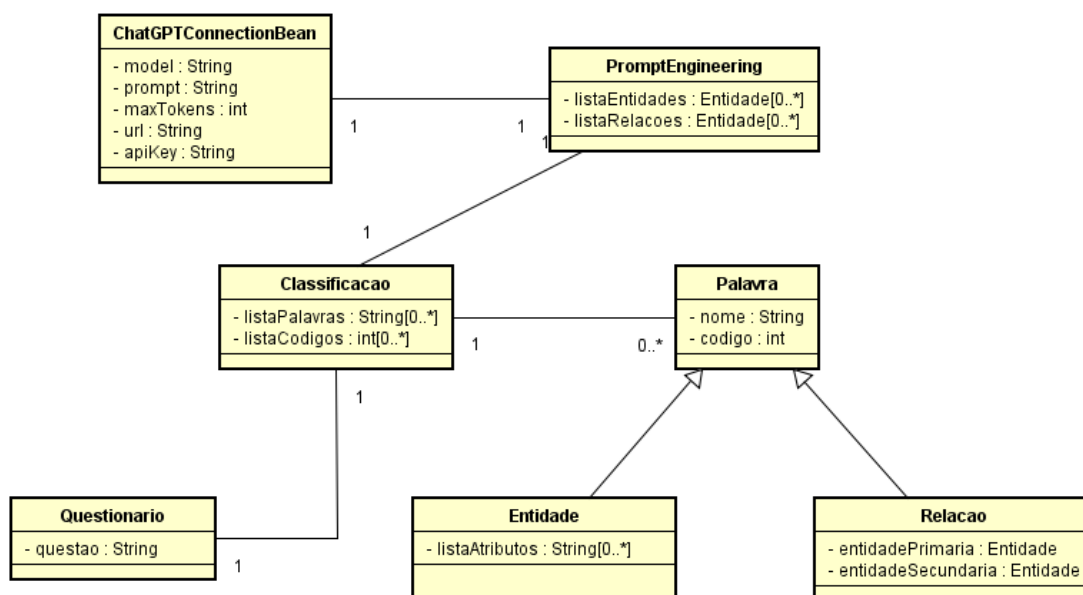 ChatGPTConnectionBean
- model : String
- prompt : String
- maxTokens : int
- url : String
- apiKey : String
PromptEngineering
- listaEntidades : Entidade[0..*]
- listaRelacoes : Entidade[0..*]
1
1
1
1
Classificacao
- listaPalavras : String[0..*]
- listaCodigos : int[0..*]
Palavra
- nome : String
- codigo : int
1
0..*
1
Questionario
- questao : String
1
Entidade
- listaAtributos : String[0..*]
Relacao
- entidadePrimaria : Entidade
- entidadeSecundaria : Entidade